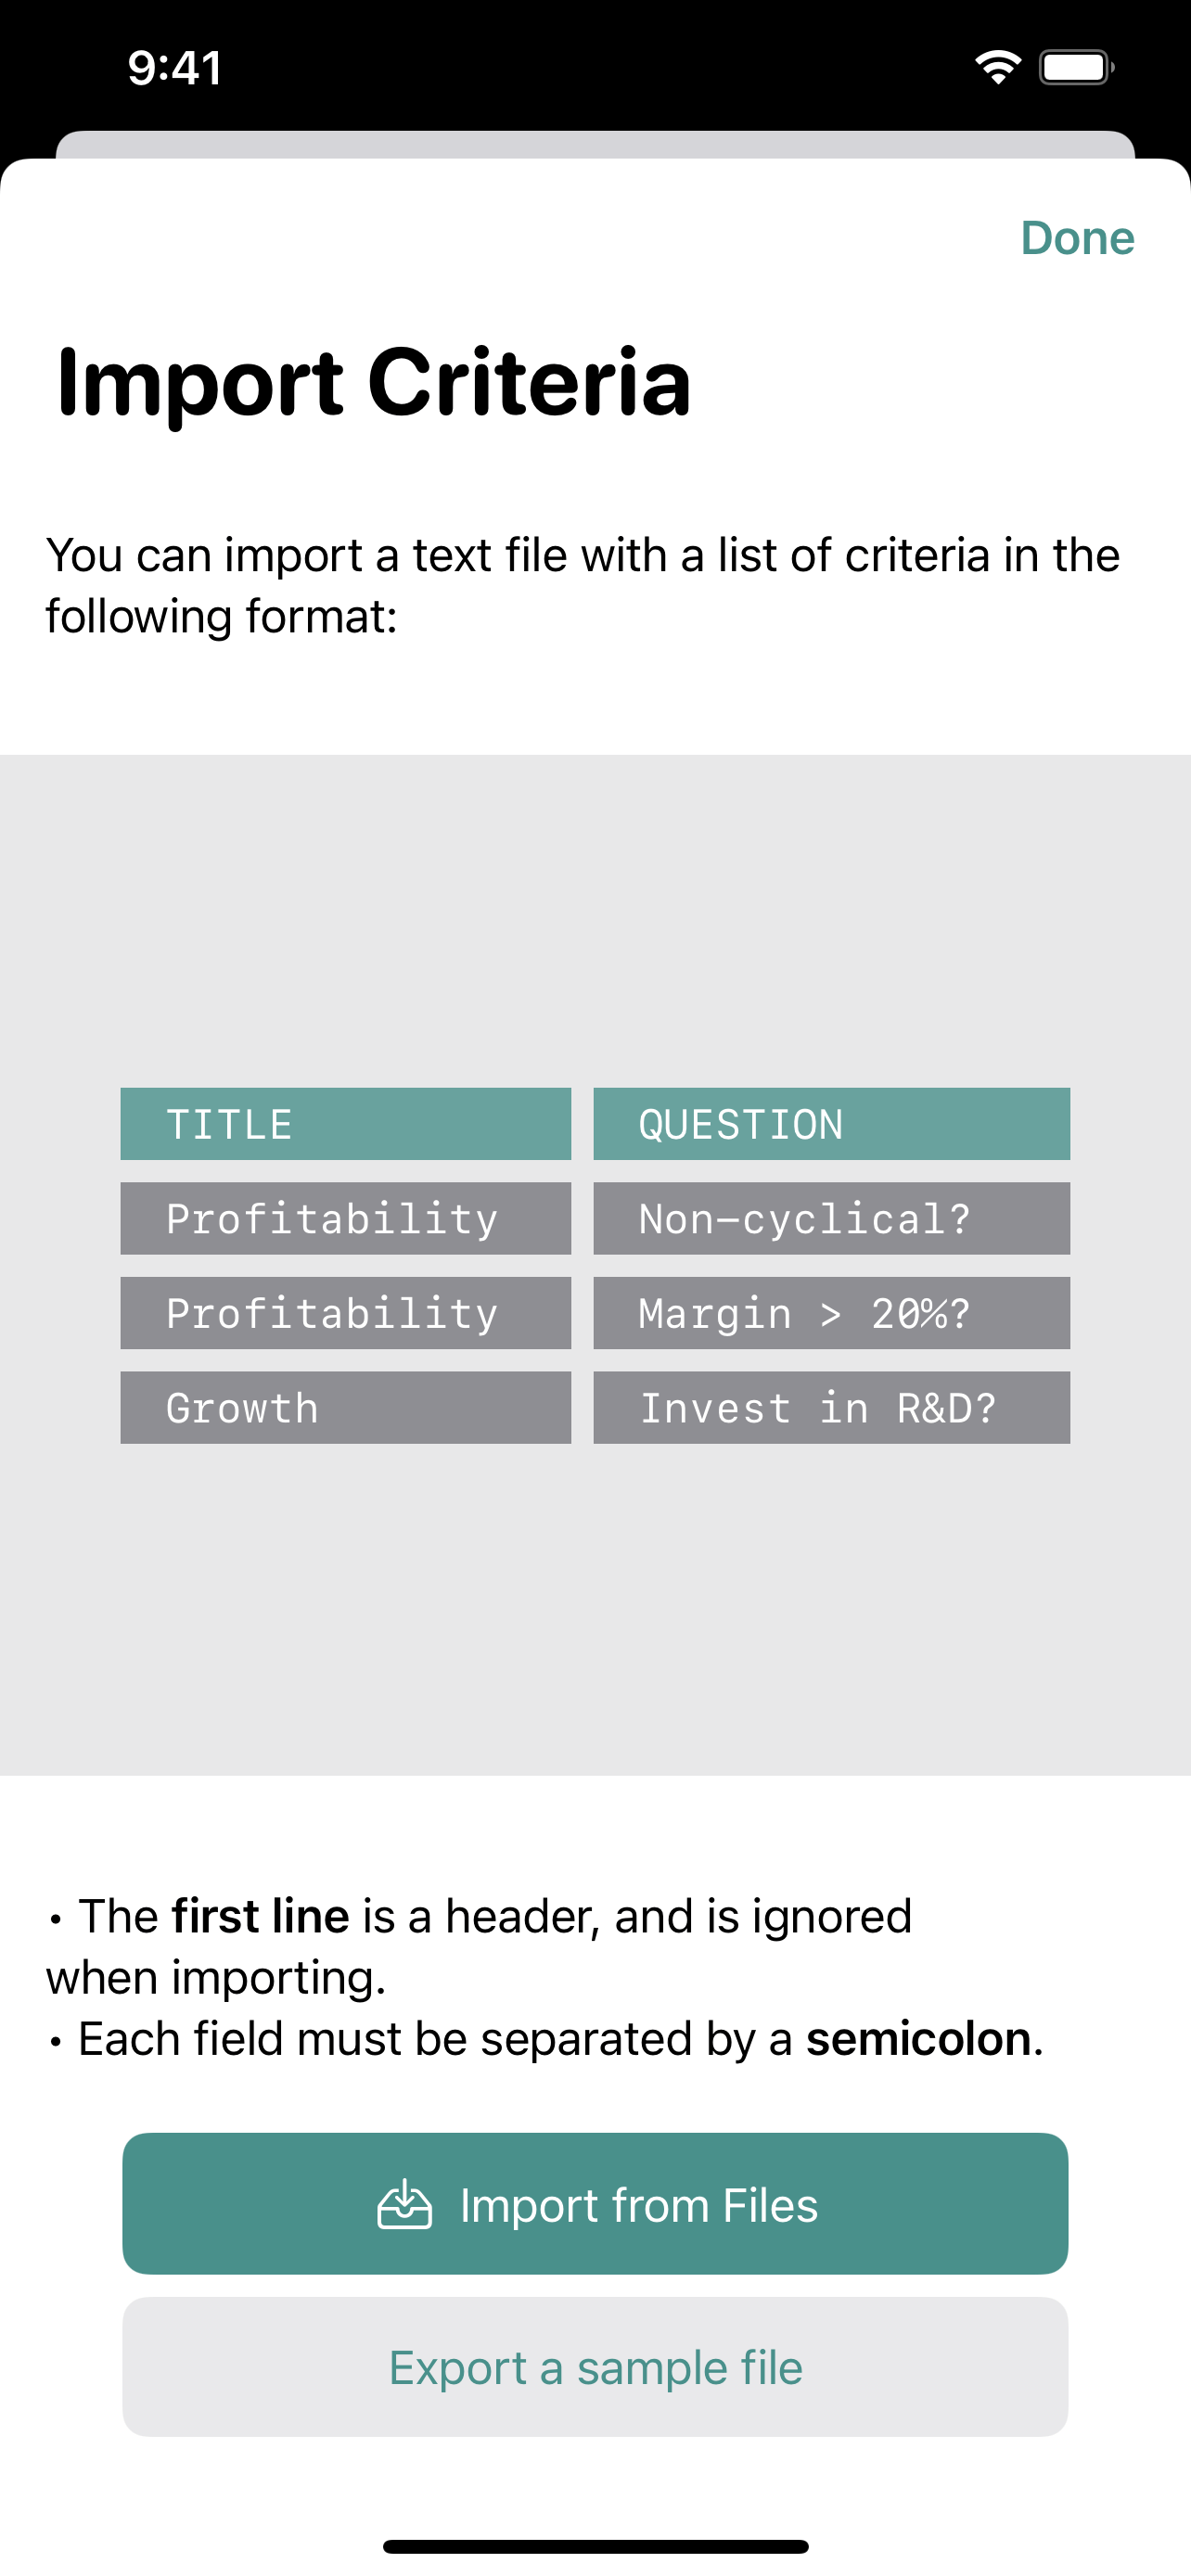 9:41
Done
Import Criteria
You can import a text file with a list of criteria in the
following format:
TITLE QUESTION
Profitability Non-cyclical?
Profitability Margin > 20%?
Growth Invest in R&D?
• The first line is a header, and is ignored
when importing.
• Each field must be separated by a semicolon.
Import from Files
Export a sample file